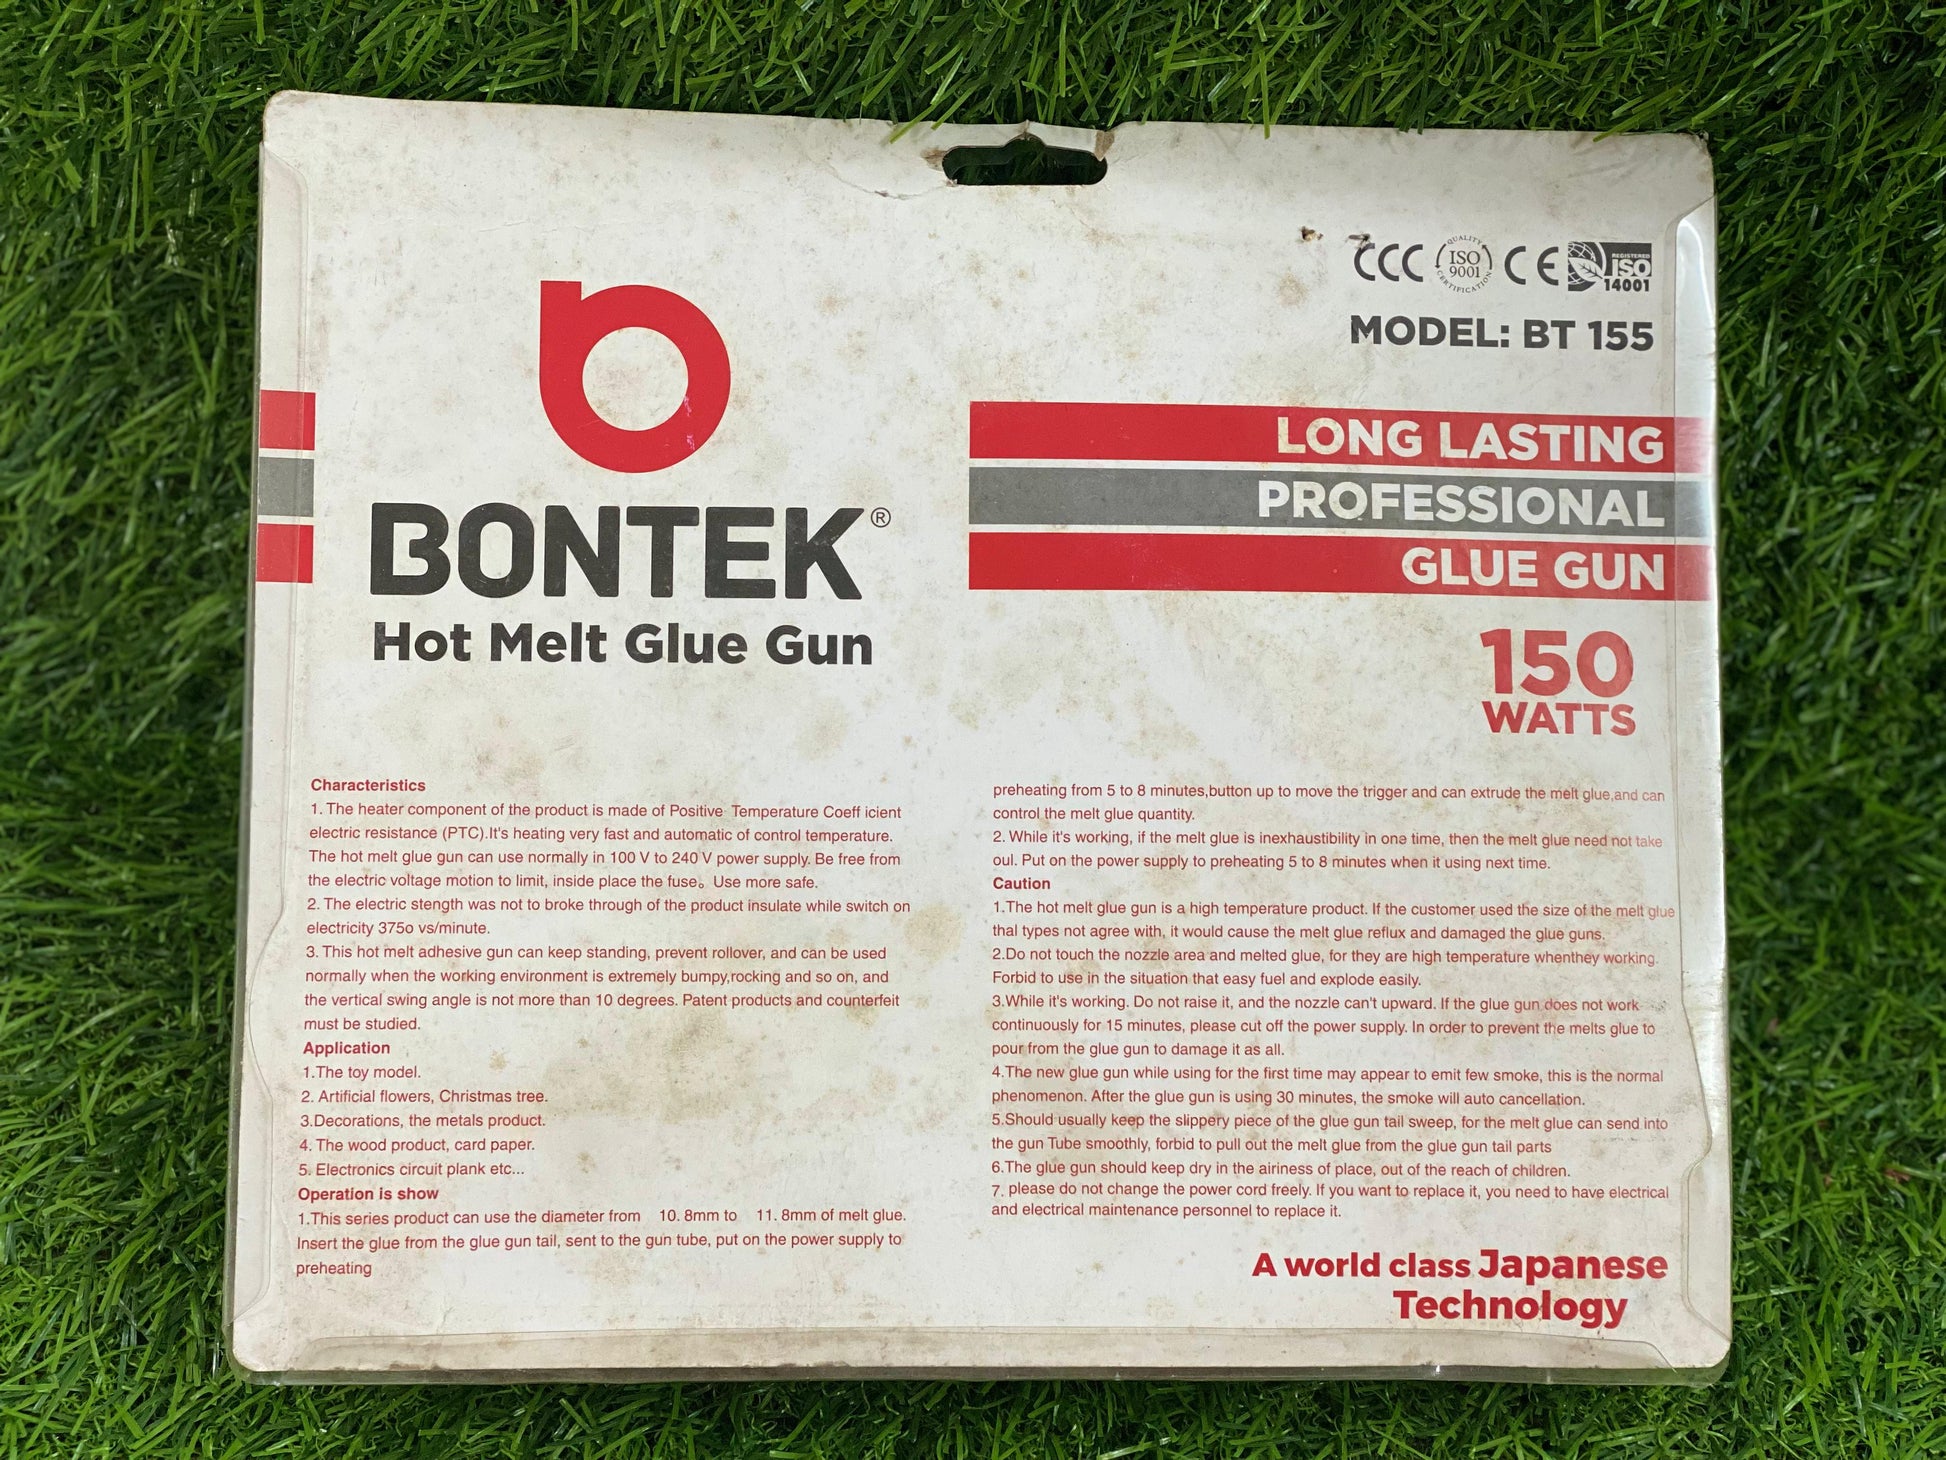 CCC
QUALITY
ISO
9001
CERTIFICATION
CE
REGISTERED
ISO
14001
MODEL: BT 155
LONG LASTING
PROFESSIONAL
GLUE GUN
150
WATTS
BONTEK®
Hot Melt Glue Gun
Characteristics
1. The heater component of the product is made of Positive Temperature Coeff icient
electric resistance (PTC).It's heating very fast and automatic of control temperature.
The hot melt glue gun can use normally in 100 V to 240 V power supply. Be free from
the electric voltage motion to limit, inside place the fuse。Use more safe.
2. The electric stength was not to broke through of the product insulate while switch on
electricity 375o vs/minute.
3. This hot melt adhesive gun can keep standing, prevent rollover, and can be used
normally when the working environment is extremely bumpy,rocking and so on, and
the vertical swing angle is not more than 10 degrees. Patent products and counterfeit
must be studied.
Application
1.The toy model.
2. Artificial flowers, Christmas tree.
3.Decorations, the metals product.
4. The wood product, card paper.
5. Electronics circuit plank etc...
Operation is show
1.This series product can use the diameter from 10. 8mm to 11. 8mm of melt glue.
Insert the glue from the glue gun tail, sent to the gun tube, put on the power supply to
preheating
preheating from 5 to 8 minutes,button up to move the trigger and can extrude the melt glue,and can
control the melt glue quantity.
2. While it's working, if the melt glue is inexhaustibility in one time, then the melt glue need not take
oul. Put on the power supply to preheating 5 to 8 minutes when it using next time.
Caution
1.The hot melt glue gun is a high temperature product. If the customer used the size of the melt glue
thal types not agree with, it would cause the melt glue reflux and damaged the glue guns.
2.Do not touch the nozzle area and melted glue, for they are high temperature whenthey working.
Forbid to use in the situation that easy fuel and explode easily.
3.While it's working. Do not raise it, and the nozzle can't upward. If the glue gun does not work
continuously for 15 minutes, please cut off the power supply. In order to prevent the melts glue to
pour from the glue gun to damage it as all.
4.The new glue gun while using for the first time may appear to emit few smoke, this is the normal
phenomenon. After the glue gun is using 30 minutes, the smoke will auto cancellation.
5.Should usually keep the slippery piece of the glue gun tail sweep, for the melt glue can send into
the gun Tube smoothly, forbid to pull out the melt glue from the glue gun tail parts
6.The glue gun should keep dry in the airiness of place, out of the reach of children.
7. please do not change the power cord freely. If you want to replace it, you need to have electrical
and electrical maintenance personnel to replace it.
A world class Japanese
Technology